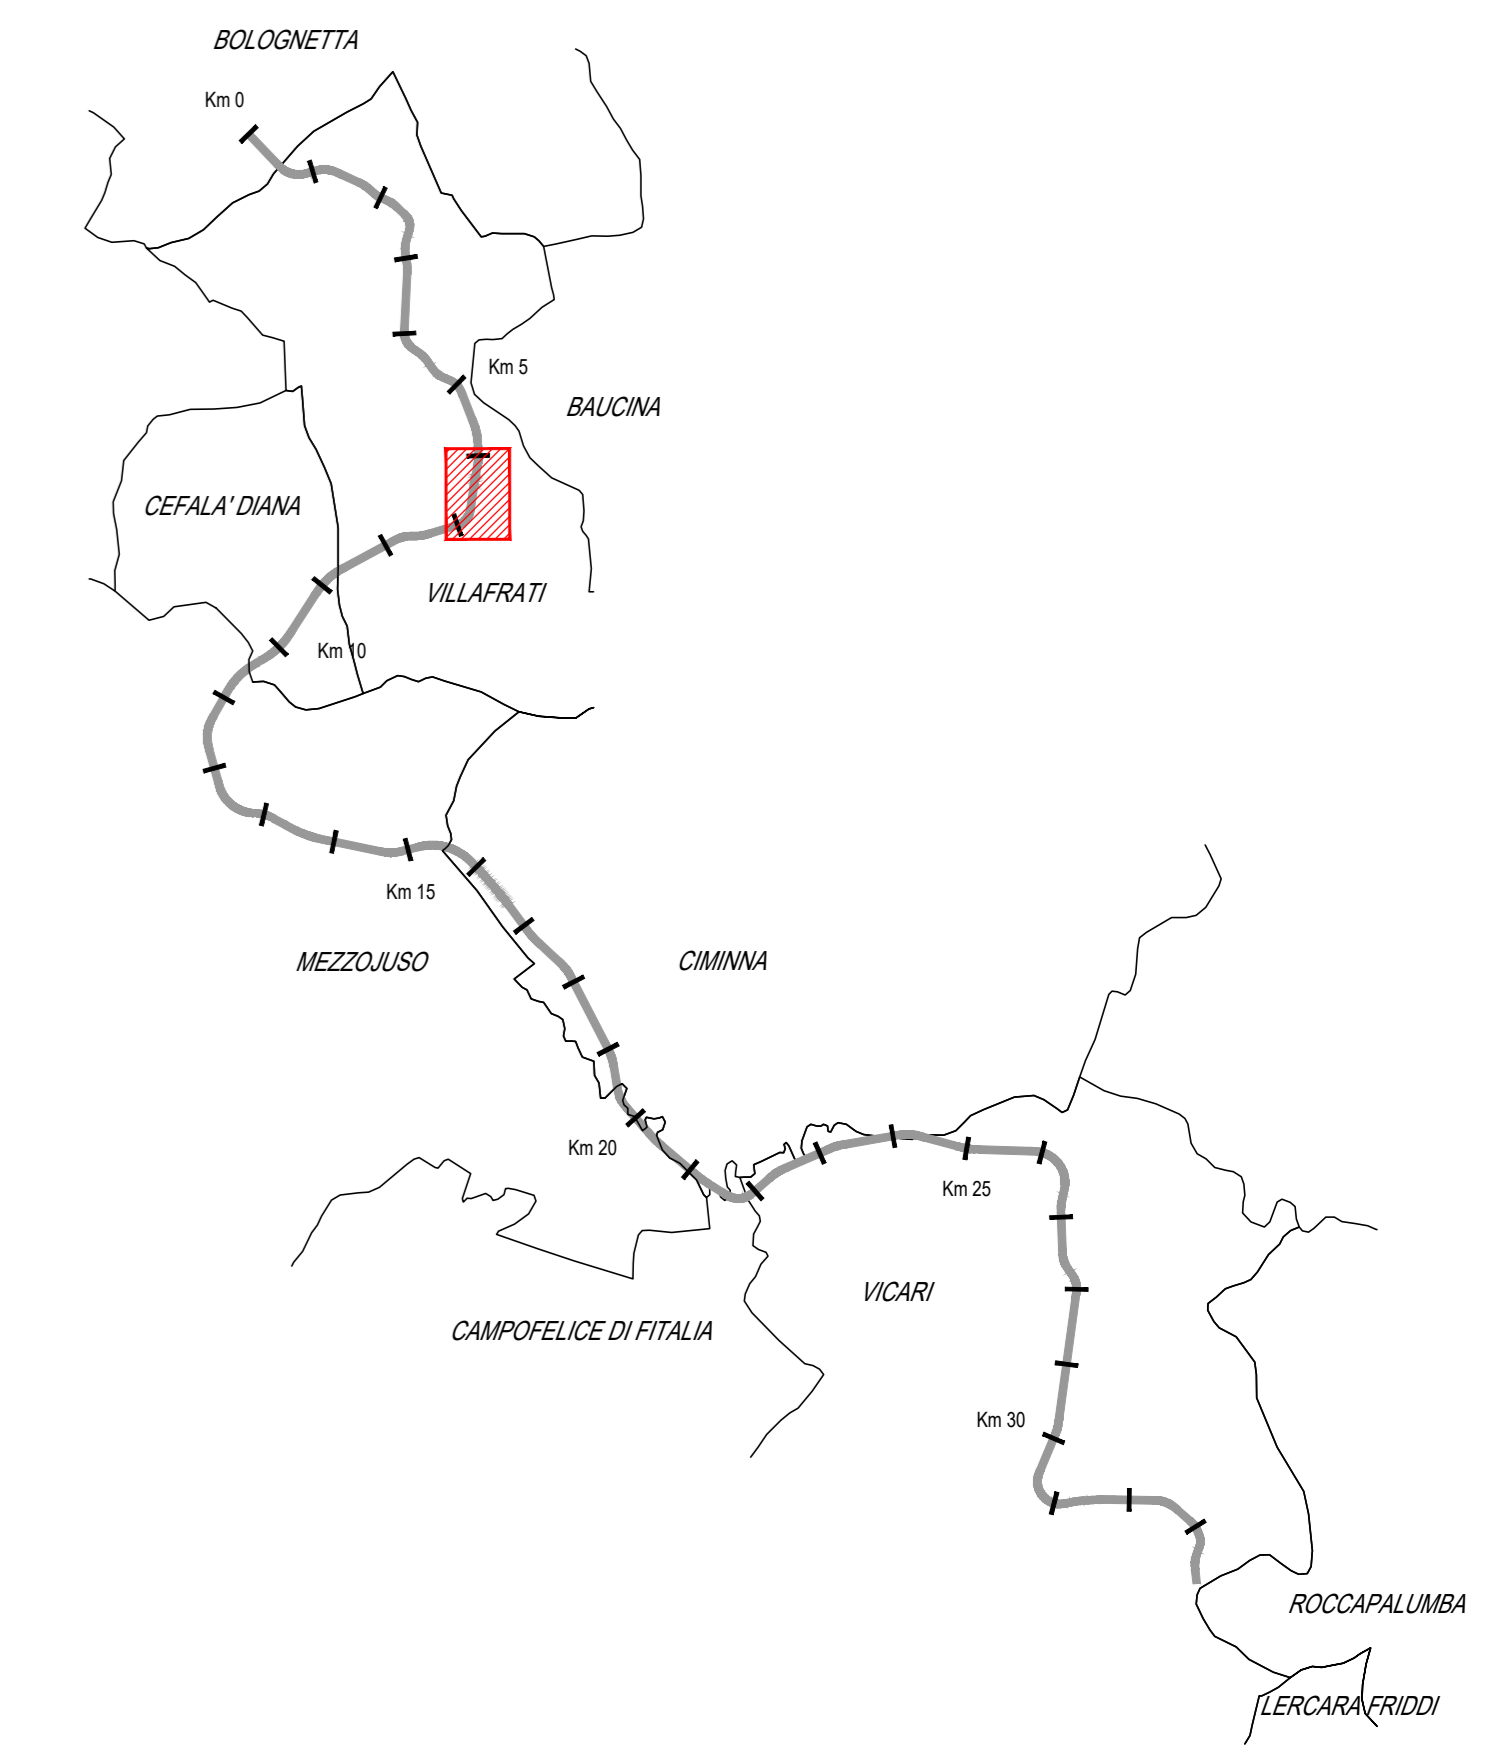 BOLOGNETTA
Km 0
Km 5
BAUCINA
CEFALA' DIANA
VILLAFRATI
Km 10
Km 15
MEZZOJUSO
CIMINNA
Km 20
Km 25
VICARI
CAMPOFELICE DI FITALIA
Km 30
ROCCAPALUMBA
LERCARA FRIDDI